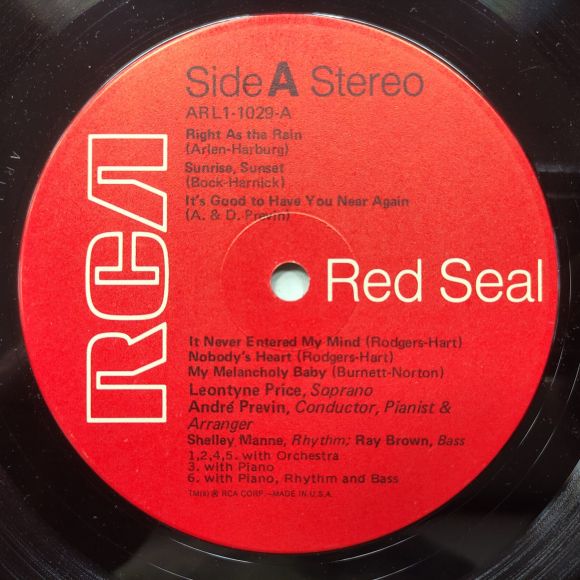 Side A Stereo
ARL1-1029-A
Right As the Rain
(Arlen-Harburg)
Sunrise, Sunset
(Bock-Harnick)
It's Good to Have You Near Again
(A. & D. Previn)
RCA
Red Seal
It Never Entered My Mind (Rodgers-Hart)
Nobody's Heart (Rodgers-Hart)
My Melancholy Baby (Burnett-Norton)
Leontyne Price, Soprano
André Previn, Conductor, Pianist &
Arranger
Shelley Manne, Rhythm; Ray Brown, Bass
1,2,4,5. with Orchestra
3. with Piano
6. with Piano, Rhythm and Bass
TM(s) ® RCA CORP.—MADE IN U.S.A.